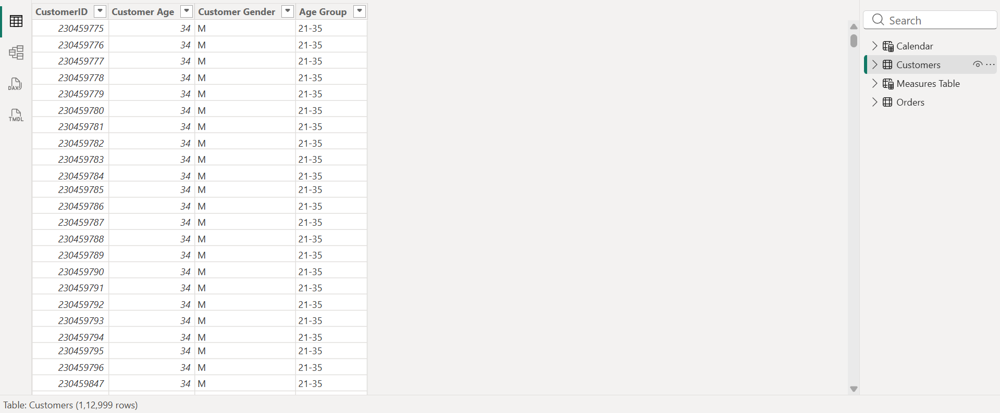 CustomerID Customer Age Customer Gender Age Group
230459775 34 M 21-35
230459776 34 M 21-35
230459777 34 M 21-35
230459778 34 M 21-35
230459779 34 M 21-35
230459780 34 M 21-35
230459781 34 M 21-35
230459782 34 M 21-35
230459783 34 M 21-35
230459784 34 M 21-35
230459785 34 M 21-35
230459786 34 M 21-35
230459787 34 M 21-35
230459788 34 M 21-35
230459789 34 M 21-35
230459790 34 M 21-35
230459791 34 M 21-35
230459792 34 M 21-35
230459793 34 M 21-35
230459794 34 M 21-35
230459795 34 M 21-35
230459796 34 M 21-35
230459847 34 M 21-35
DAX
TMDL
Search
Calendar
Customers
Measures Table
Orders
Table: Customers (1,12,999 rows)